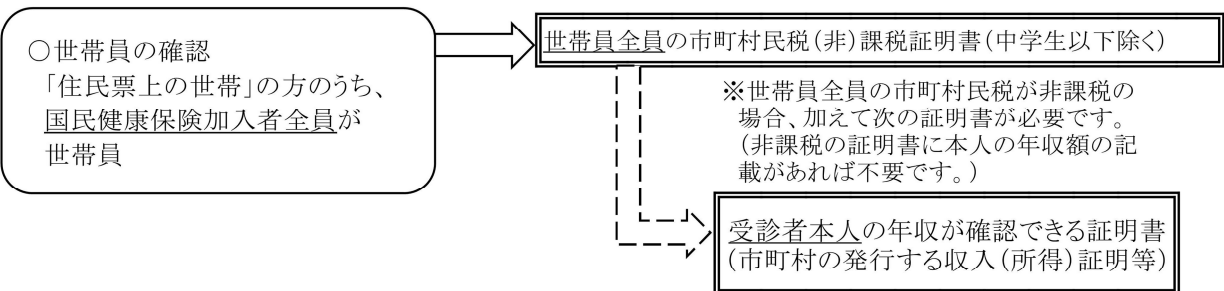 ○世帯員の確認
「住民票上の世帯」の方のうち、
国民健康保険加入者全員が
世帯員
世帯員全員の市町村民税(非)課税証明書(中学生以下除く)
※世帯員全員の市町村民税が非課税の
場合、加えて次の証明書が必要です。
(非課税の証明書に本人の年収額の記
載があれば不要です。)
受診者本人の年収が確認できる証明書
(市町村の発行する収入(所得)証明等)